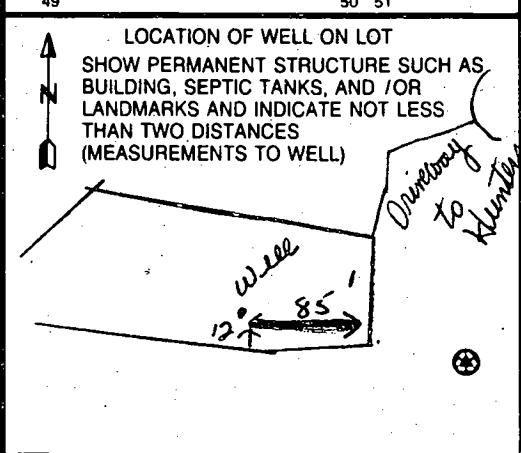 49 50 51
LOCATION OF WELL ON LOT
SHOW PERMANENT STRUCTURE SUCH AS
BUILDING, SEPTIC TANKS, AND /OR
LANDMARKS AND INDICATE NOT LESS
THAN TWO DISTANCES
(MEASUREMENTS TO WELL)
N
Driveway
to
Hunters
Well
85'
12'